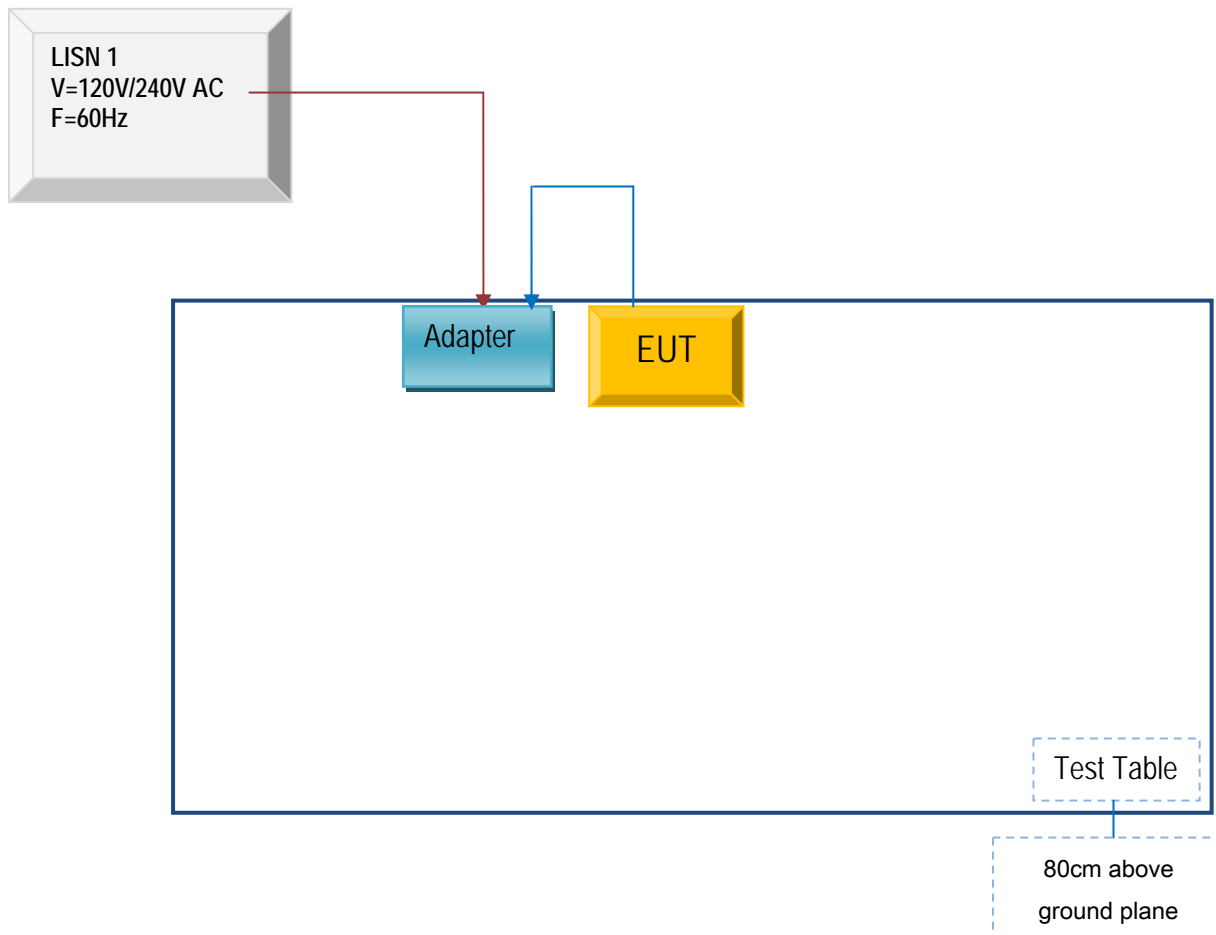 LISN 1
V=120V/240V AC
F=60Hz
Adapter
EUT
Test Table
80cm above
ground plane